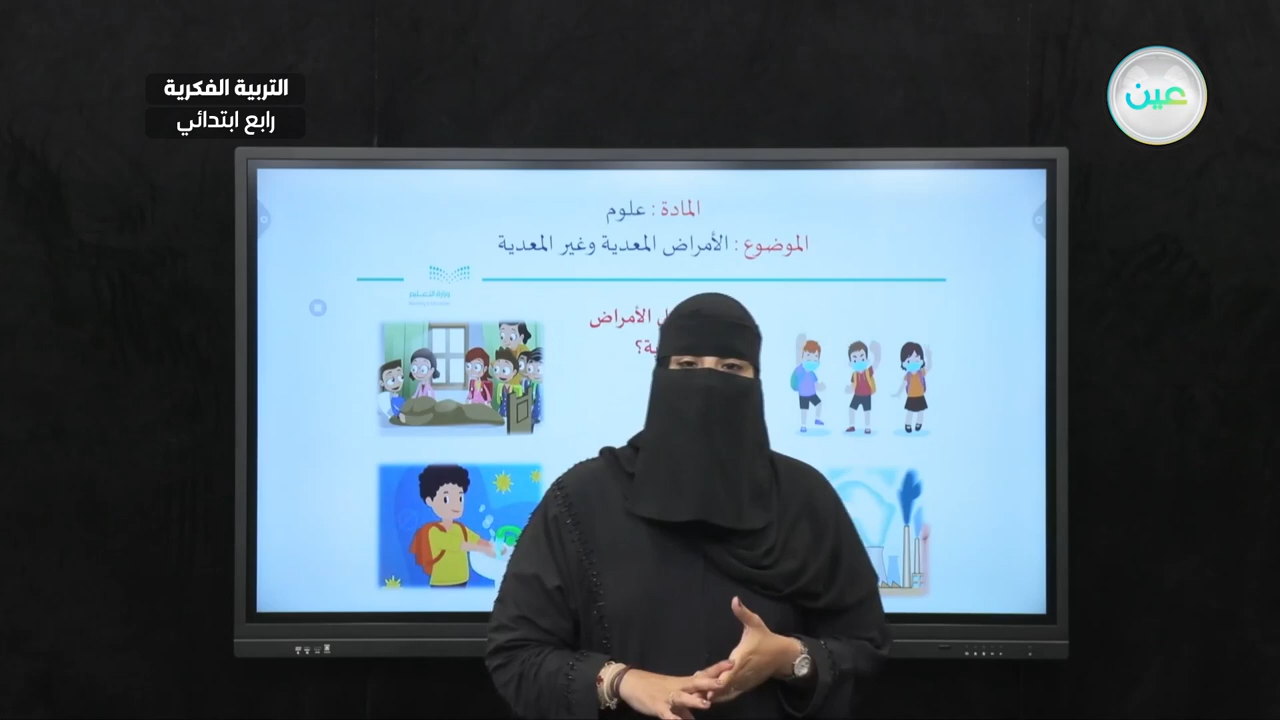 التربية الفكرية
رابع ابتدائي
عين
المادة : علوم
الموضوع : الأمراض المعدية وغير المعدية
وزارة التعليم
الأمراض